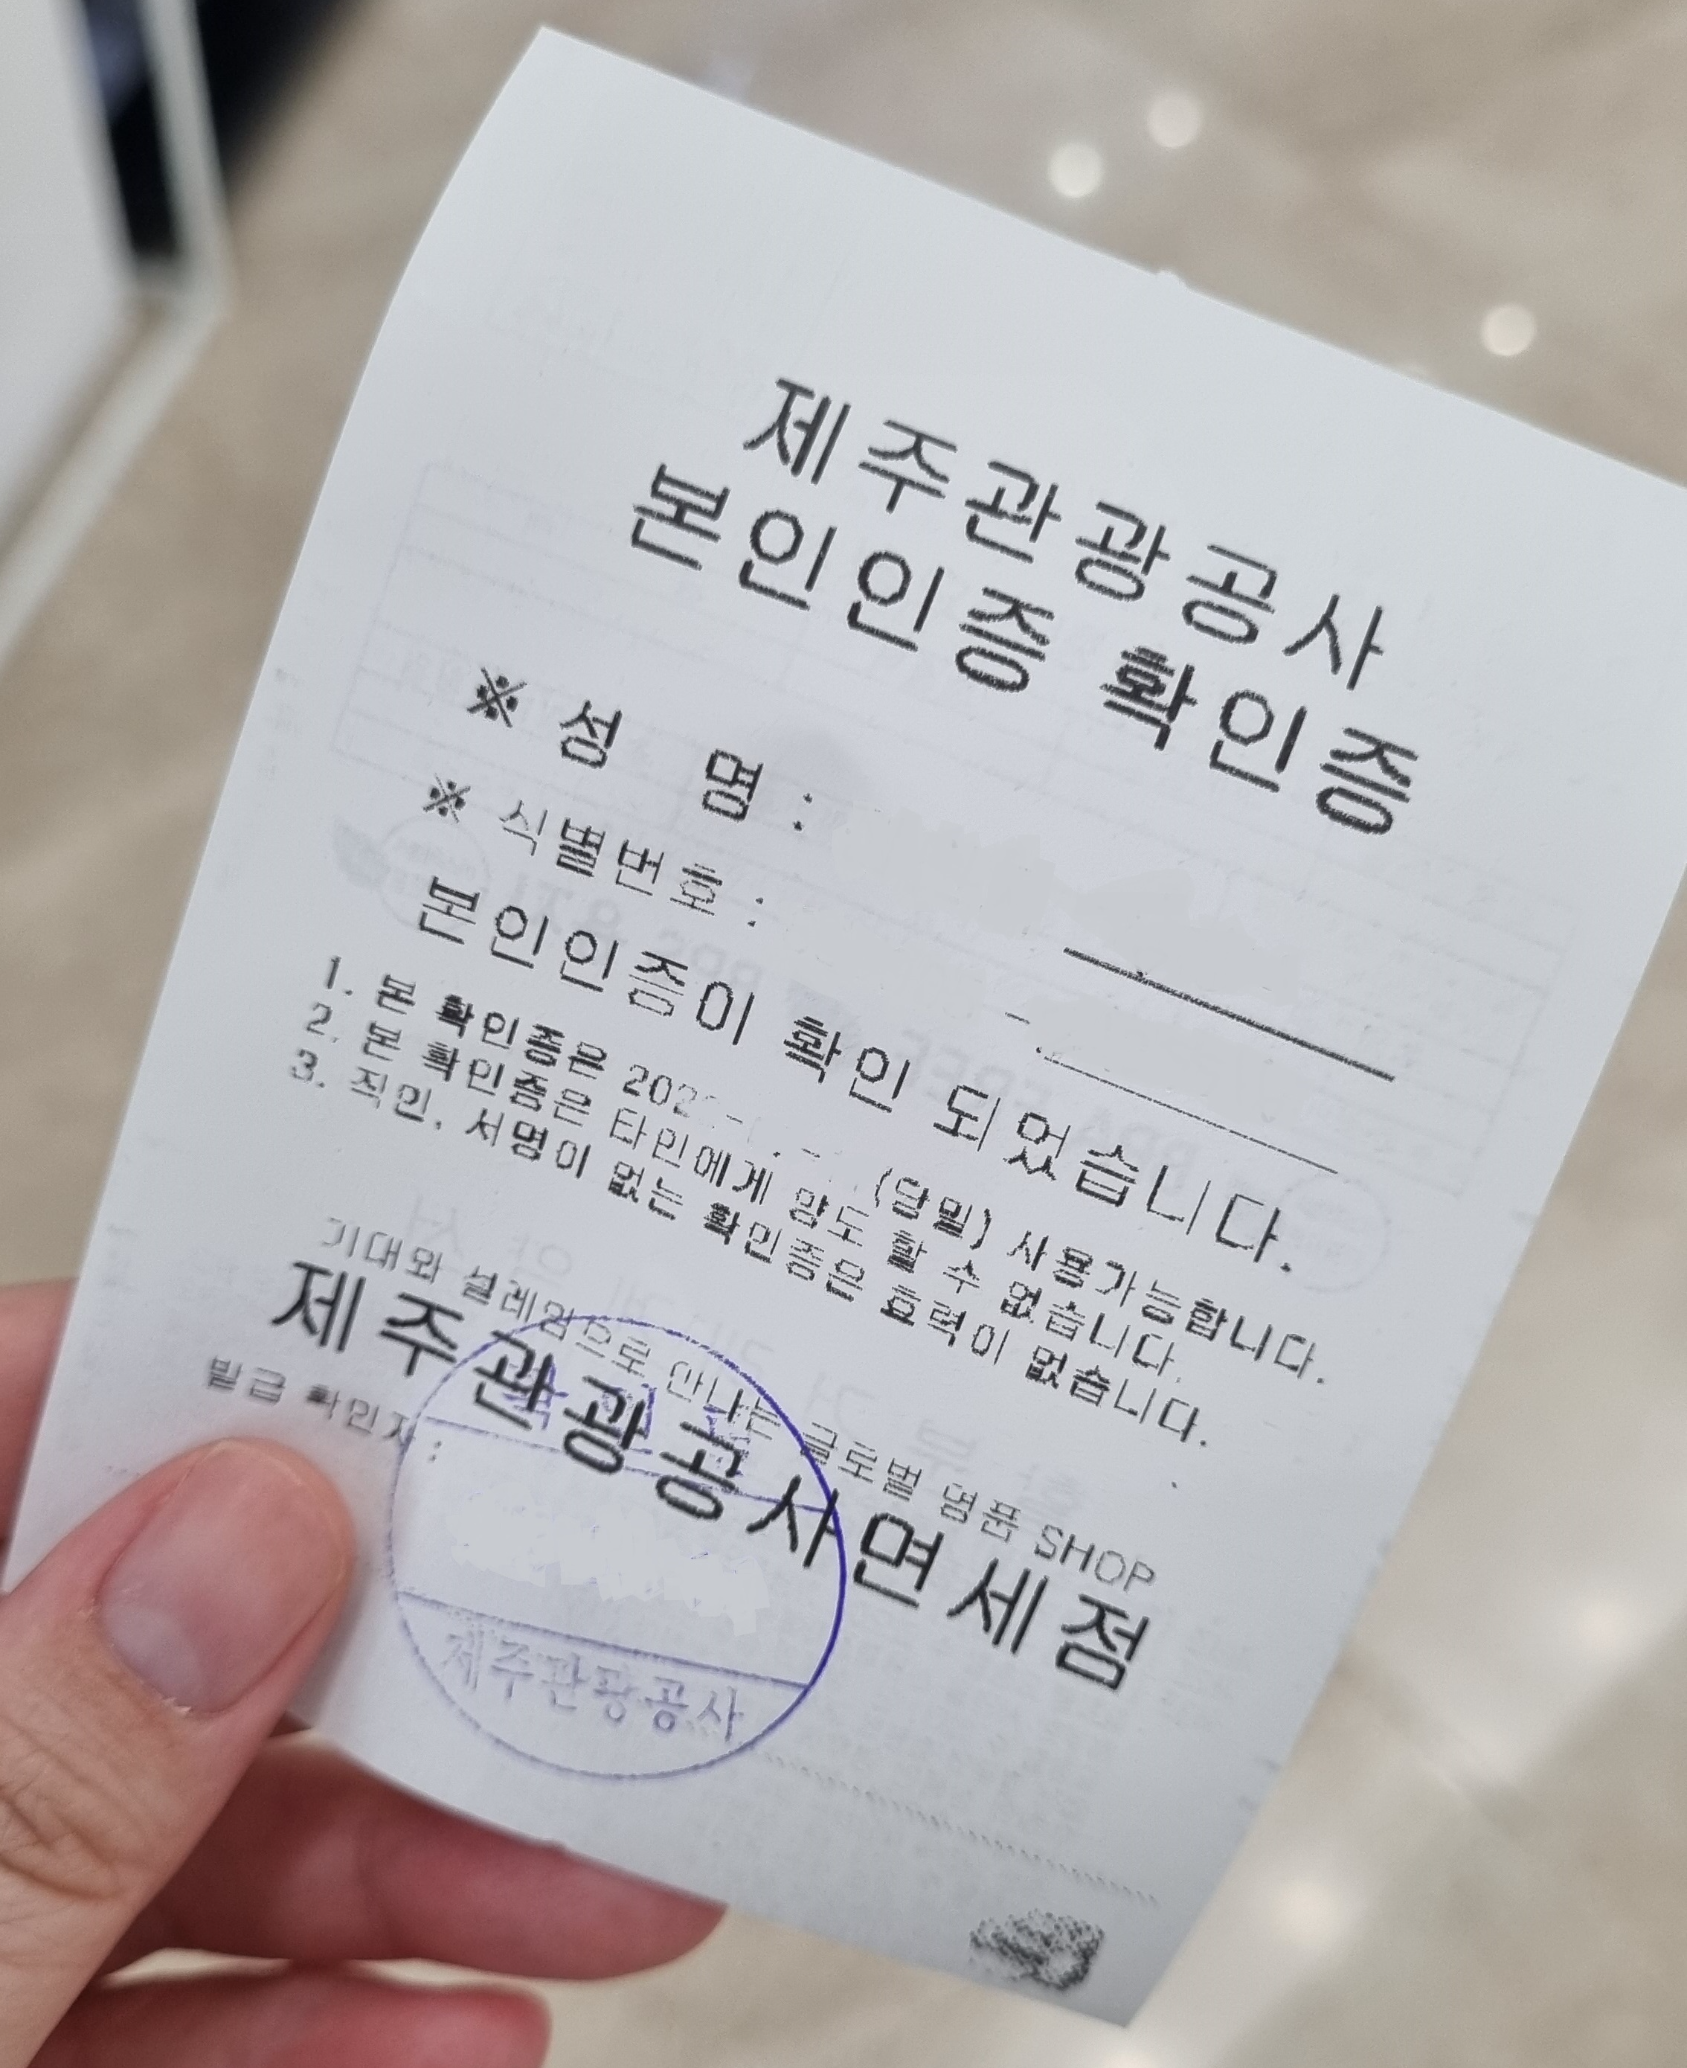 제주관광공사
본인인증 확인증
※ 성 명 :
※ 식별번호 :
본인인증이 확인 되었습니다.
1. 본 확인증은 (당일) 사용가능합니다.
2. 본 확인증은 타인에게 양도 할 수 없습니다.
3. 직인, 서명이 없는 확인증은 효력이 없습니다.
기대와 설레임으로 만나는 글로벌 명품 SHOP
제주관광공사면세점
발급 확인자 :
제주관광공사